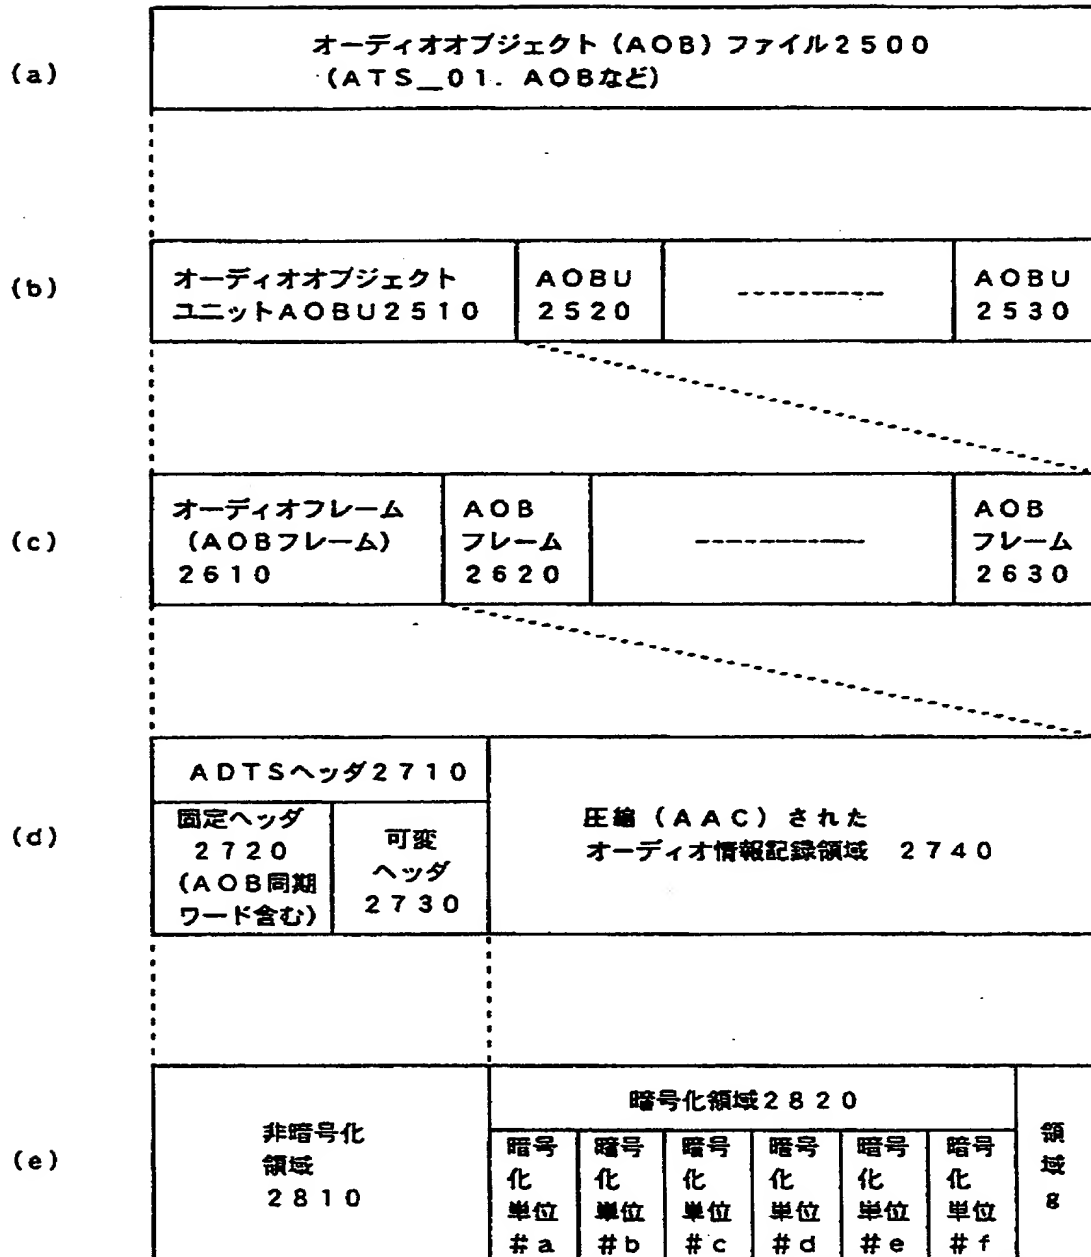 (a)
オーディオオブジェクト(AOB)ファイル2500
(ATS_01. AOBなど)
(b)
オーディオオブジェクト
ユニットAOBU2510
AOBU
2520
AOBU
2530
(c)
オーディオフレーム
(AOBフレーム)
2610
AOB
フレーム
2620
AOB
フレーム
2630
(d)
ADTSヘッダ2710
固定ヘッダ
2720
(AOB同期
ワード含む)
可変
ヘッダ
2730
圧縮(AAC)された
オーディオ情報記録領域 2740
(e)
非暗号化
領域
2810
暗号化領域2820
暗号
化
単位
#a
暗号
化
単位
#b
暗号
化
単位
#c
暗号
化
単位
#d
暗号
化
単位
#e
暗号
化
単位
#f
領
域
g